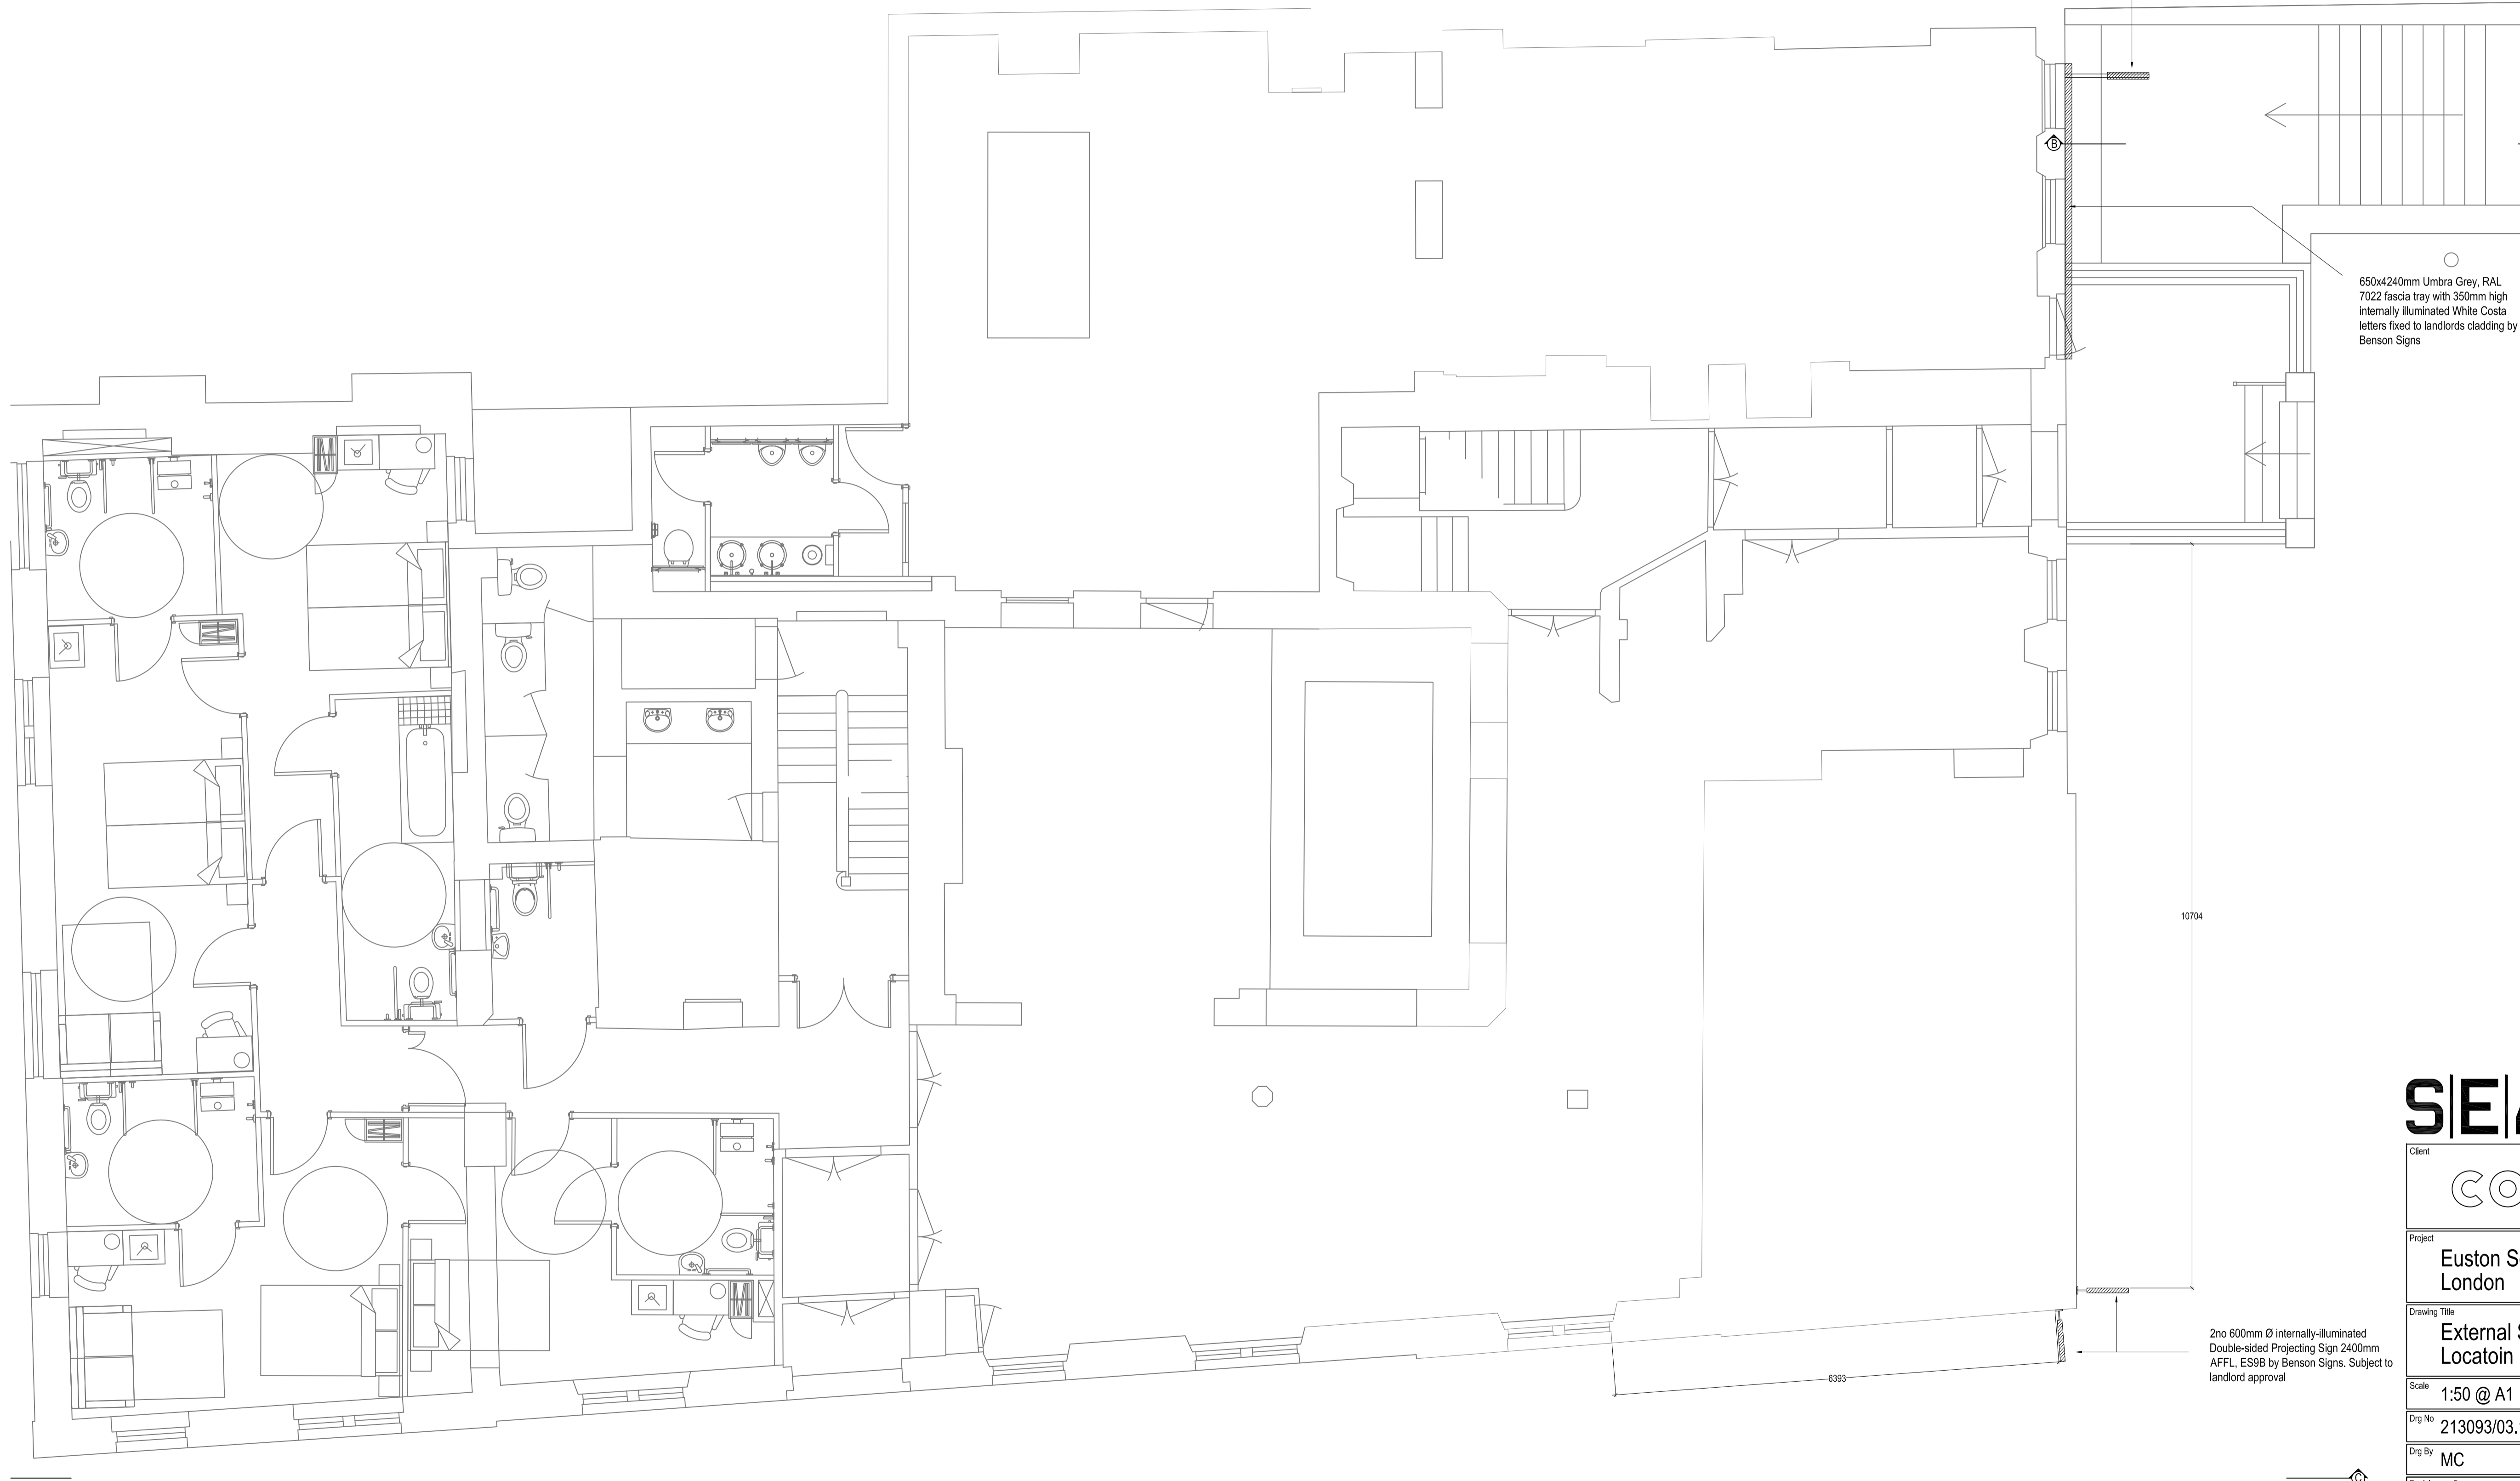 B
650x4240mm Umbra Grey, RAL
7022 fascia tray with 350mm high
internally illuminated White Costa
letters fixed to landlords cladding by
Benson Signs
10704
2no 600mm Ø internally-illuminated
Double-sided Projecting Sign 2400mm
AFFL, ES9B by Benson Signs. Subject to
landlord approval
6393
S|E|
Client
CO
Project
Euston S
London
Drawing Title
External
Locatoin
Scale
1:50 @ A1
Drg No
213093/03.
Drg By
MC
C